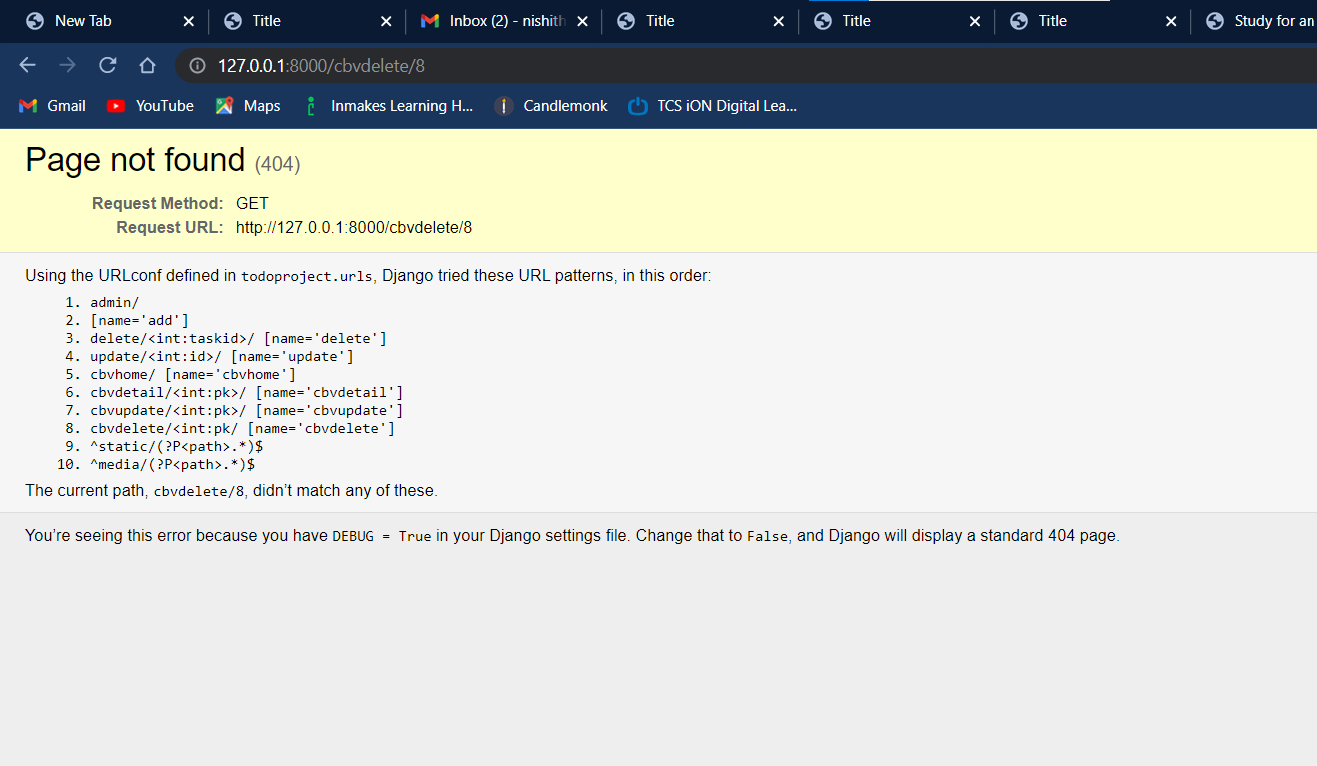 New Tab
Title
Inbox (2) - nishith
Title
Title
Title
Study for an
127.0.0.1:8000/cbvdelete/8
Gmail
YouTube
Maps
Inmakes Learning H...
Candlemonk
TCS iON Digital Lea...
Page not found (404)
Request Method: GET
Request URL: http://127.0.0.1:8000/cbvdelete/8
Using the URLconf defined in todoproject.urls, Django tried these URL patterns, in this order:
1. admin/
2. [name='add']
3. delete/<int:taskid>/ [name='delete']
4. update/<int:id>/ [name='update']
5. cbvhome/ [name='cbvhome']
6. cbvdetail/<int:pk>/ [name='cbvdetail']
7. cbvupdate/<int:pk>/ [name='cbvupdate']
8. cbvdelete/<int:pk/ [name='cbvdelete']
9. ^static/(?P<path>.*)$
10. ^media/(?P<path>.*)$
The current path, cbvdelete/8, didn’t match any of these.
You’re seeing this error because you have DEBUG = True in your Django settings file. Change that to False, and Django will display a standard 404 page.